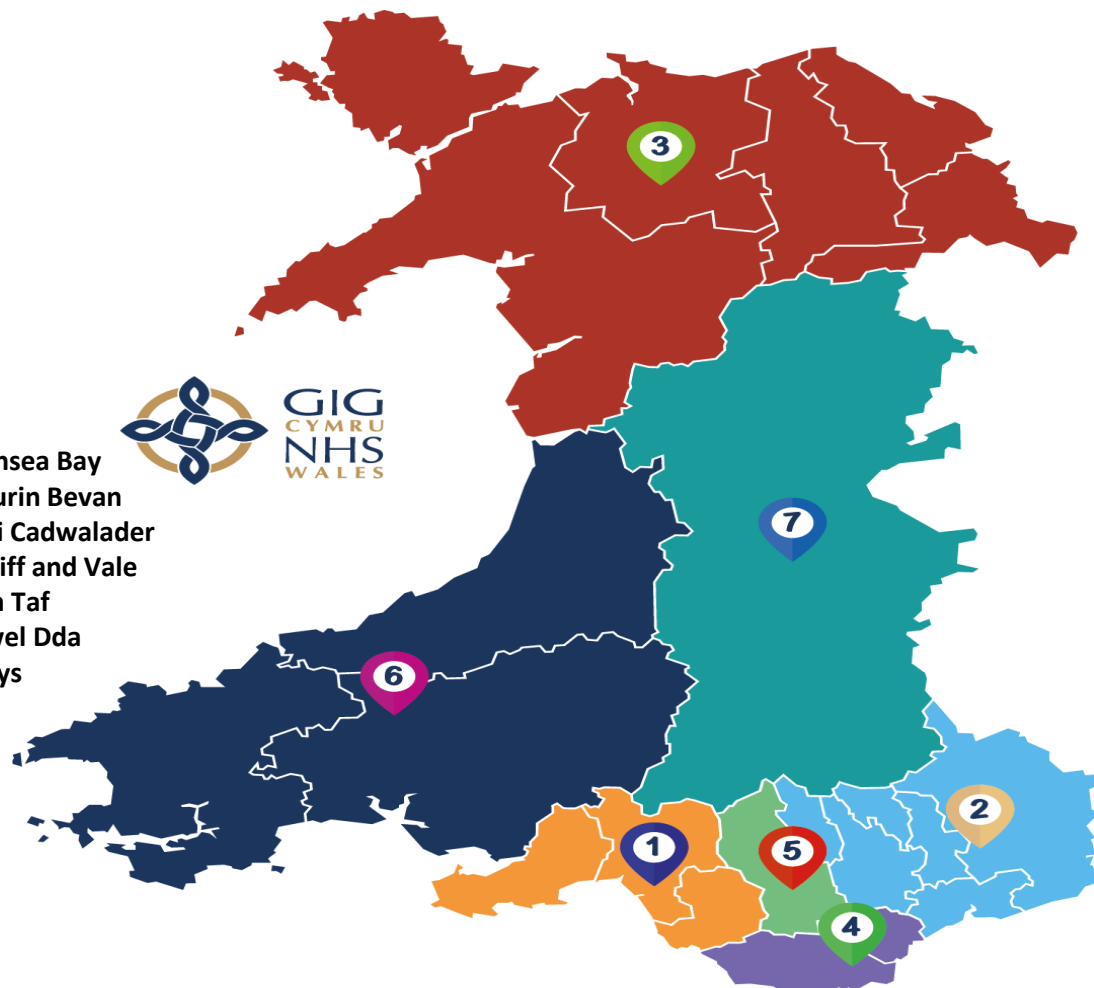 3
GIG
CYMRU
NHS
WALES
nsea Bay
urin Bevan
i Cadwalader
iff and Vale
n Taf
vel Dda
ys
7
6
2
1
5
4